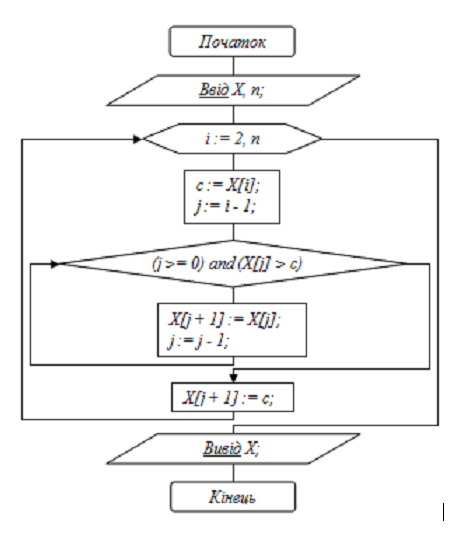 Початок
Ввід X, n;
i := 2, n
c := X[i];
j := i - 1;
(j >= 0) and (X[j] > c)
X[j + 1] := X[j];
j := j - 1;
X[j + 1] := c;
Вивід X;
Кінець